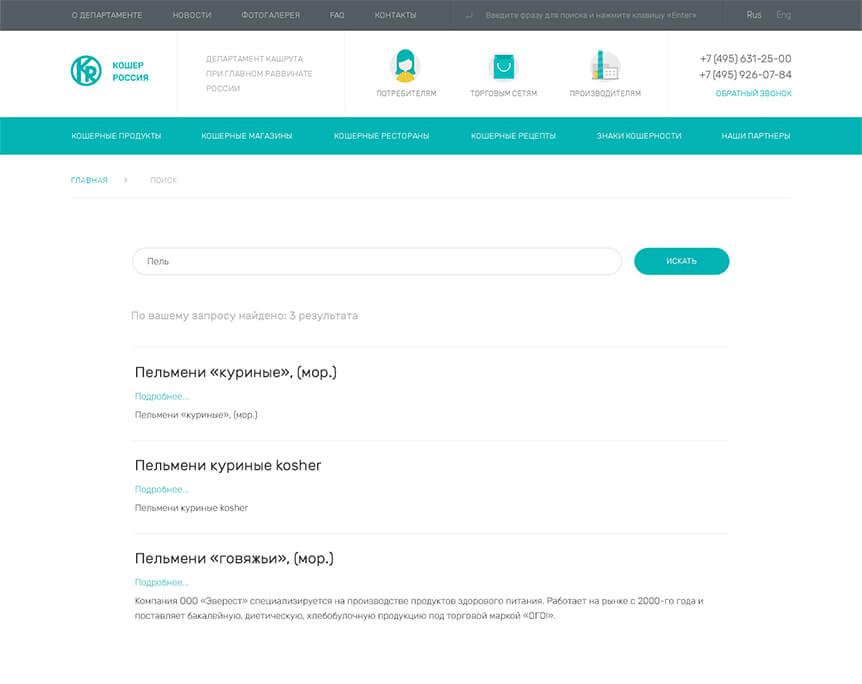 О ДЕПАРТАМЕНТЕ НОВОСТИ ФОТОГАЛЕРЕЯ FAQ КОНТАКТЫ Введите фразу для поиска и нажмите клавишу «Enter» Rus Eng
KR КОШЕР РОССИЯ
ДЕПАРТАМЕНТ КАШРУТА
ПРИ ГЛАВНОМ РАВВИНАТЕ
РОССИИ
ПОТРЕБИТЕЛЯМ ТОРГОВЫМ СЕТЯМ ПРОИЗВОДИТЕЛЯМ
+7 (495) 631-25-00
+7 (495) 926-07-84
ОБРАТНЫЙ ЗВОНОК
КОШЕРНЫЕ ПРОДУКТЫ КОШЕРНЫЕ МАГАЗИНЫ КОШЕРНЫЕ РЕСТОРАНЫ КОШЕРНЫЕ РЕЦЕПТЫ ЗНАКИ КОШЕРНОСТИ НАШИ ПАРТНЕРЫ
ГЛАВНАЯ > ПОИСК
Пель ИСКАТЬ
По вашему запросу найдено: 3 результата
Пельмени «куриные», (мор.)
Подробнее...
Пельмени «куриные», (мор.)
Пельмени куриные kosher
Подробнее...
Пельмени куриные kosher
Пельмени «говяжьи», (мор.)
Подробнее...
Компания ООО «Эверест» специализируется на производстве продуктов здорового питания. Работает на рынке с 2000-го года и
поставляет бакалейную, диетическую, хлебобулочную продукцию под торговой маркой «ОГО!».